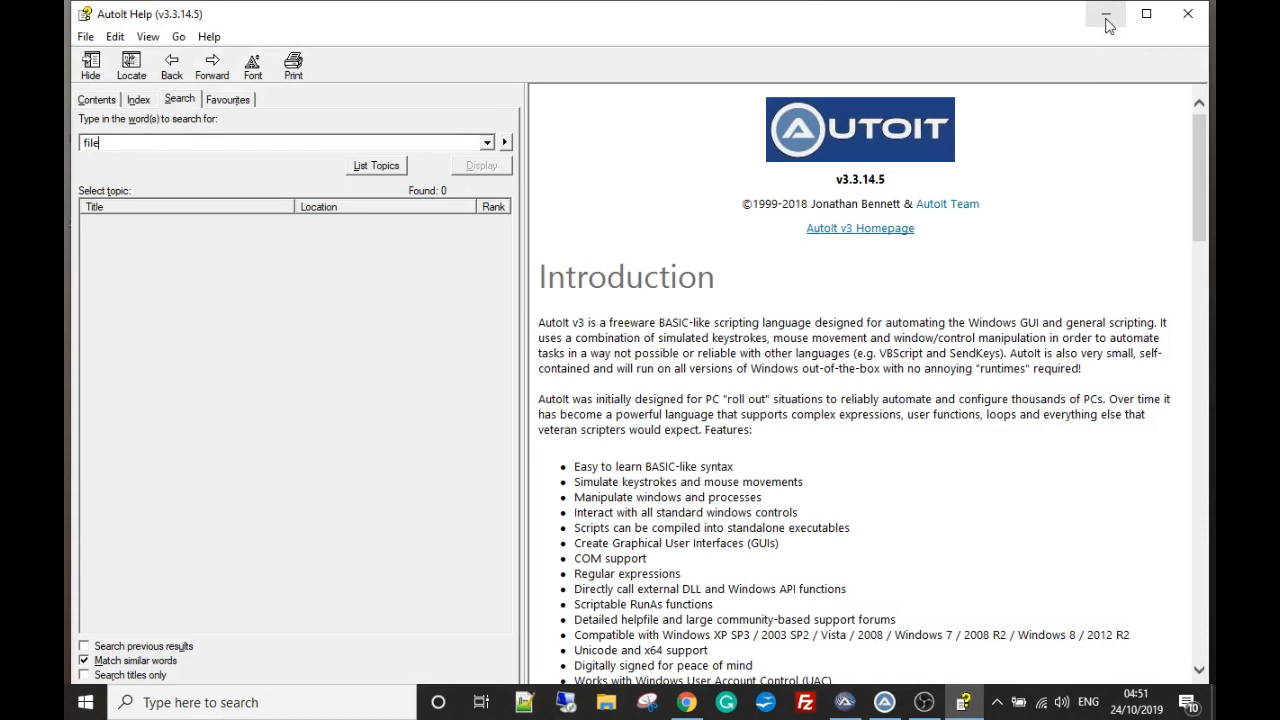 AutoIt Help (v3.3.14.5)
File Edit View Go Help
Hide Locate Back Forward Font Print
Contents Index Search Favourites
Type in the word(s) to search for:
file
List Topics Display
Select topic: Found: 0
Title Location Rank
Search previous results
Match similar words
Search titles only
AUTOIT
v3.3.14.5
©1999-2018 Jonathan Bennett & AutoIt Team
AutoIt v3 Homepage
Introduction
AutoIt v3 is a freeware BASIC-like scripting language designed for automating the Windows GUI and general scripting. It
uses a combination of simulated keystrokes, mouse movement and window/control manipulation in order to automate
tasks in a way not possible or reliable with other languages (e.g. VBScript and SendKeys). AutoIt is also very small, self-
contained and will run on all versions of Windows out-of-the-box with no annoying "runtimes" required!
AutoIt was initially designed for PC "roll out" situations to reliably automate and configure thousands of PCs. Over time it
has become a powerful language that supports complex expressions, user functions, loops and everything else that
veteran scripters would expect. Features:
• Easy to learn BASIC-like syntax
• Simulate keystrokes and mouse movements
• Manipulate windows and processes
• Interact with all standard windows controls
• Scripts can be compiled into standalone executables
• Create Graphical User Interfaces (GUIs)
• COM support
• Regular expressions
• Directly call external DLL and Windows API functions
• Scriptable RunAs functions
• Detailed helpfile and large community-based support forums
• Compatible with Windows XP SP3 / 2003 SP2 / Vista / 2008 / Windows 7 / 2008 R2 / Windows 8 / 2012 R2
• Unicode and x64 support
• Digitally signed for peace of mind
• Works with Windows User Account Control (UAC)
Type here to search
ENG
04:51
24/10/2019
10